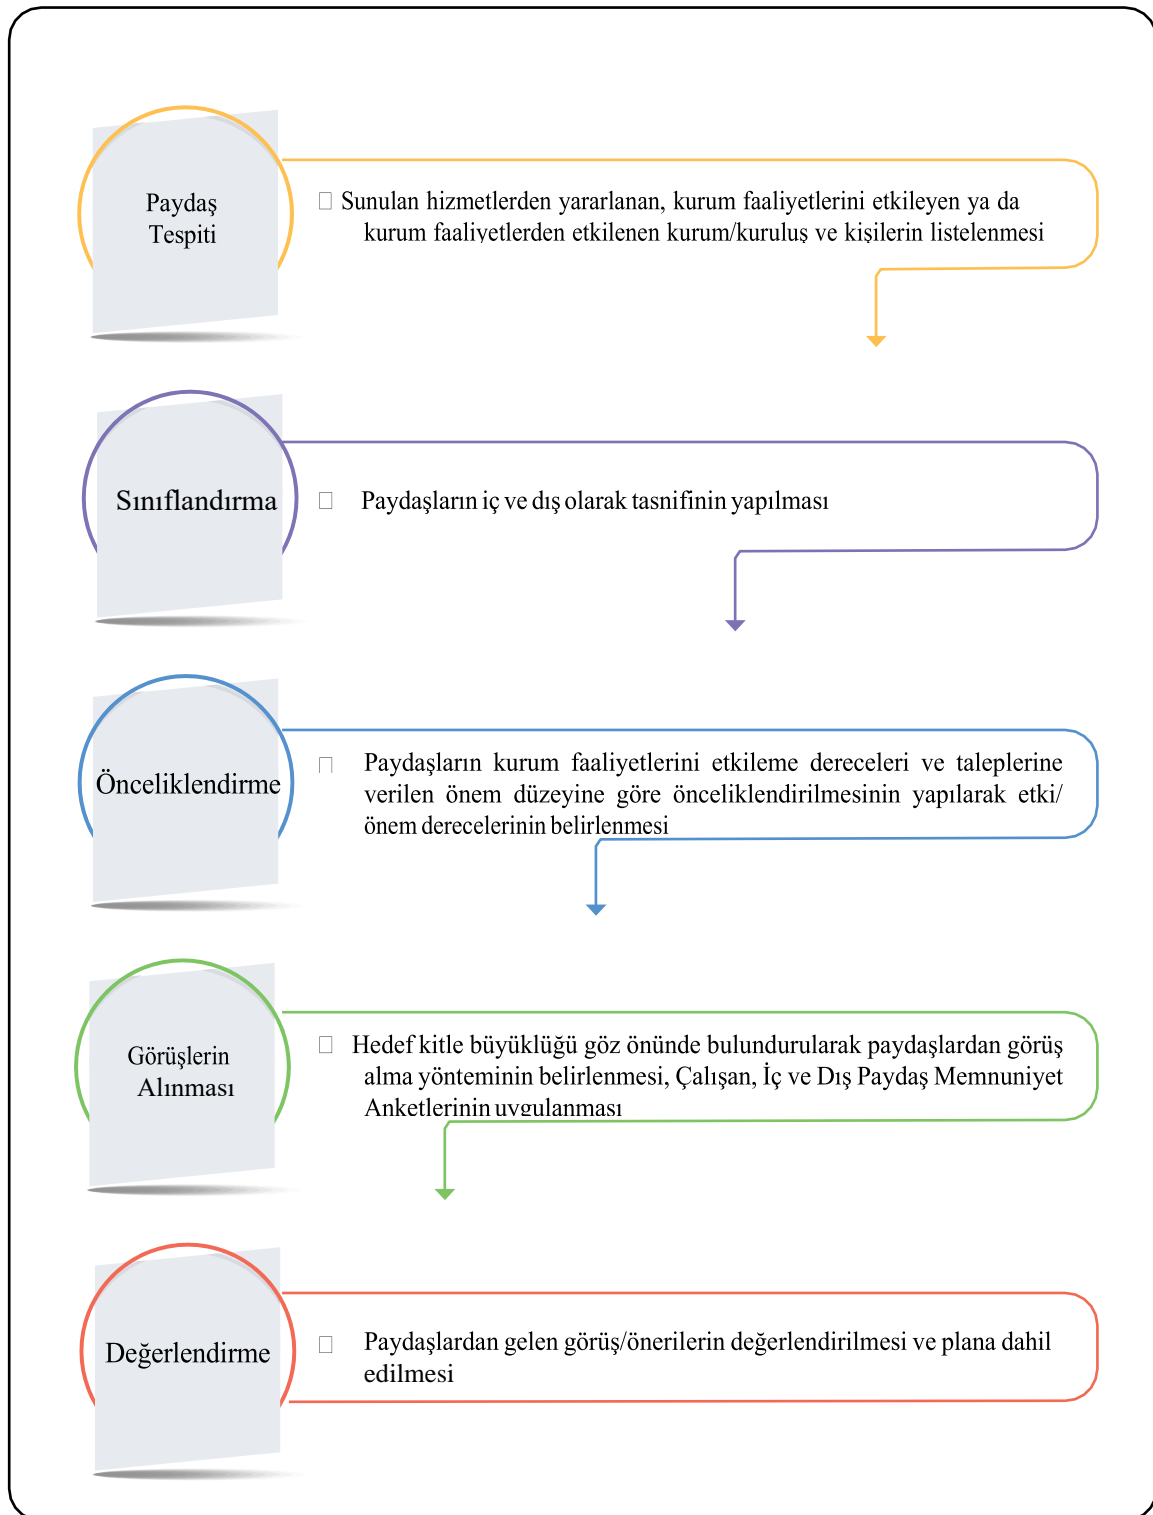 Paydaş
Tespiti
Sunulan hizmetlerden yararlanan, kurum faaliyetlerini etkileyen ya da
kurum faaliyetlerden etkilenen kurum/kuruluş ve kişilerin listelenmesi
Sınıflandırma
Paydaşların iç ve dış olarak tasnifinin yapılması
Önceliklendirme
Paydaşların kurum faaliyetlerini etkileme dereceleri ve taleplerine
verilen önem düzeyine göre önceliklendirilmesinin yapılarak etki/
önem derecelerinin belirlenmesi
Görüşlerin
Alınması
Hedef kitle büyüklüğü göz önünde bulundurularak paydaşlardan görüş
alma yönteminin belirlenmesi, Çalışan, İç ve Dış Paydaş Memnuniyet
Anketlerinin uygulanması
Değerlendirme
Paydaşlardan gelen görüş/önerilerin değerlendirilmesi ve plana dahil
edilmesi